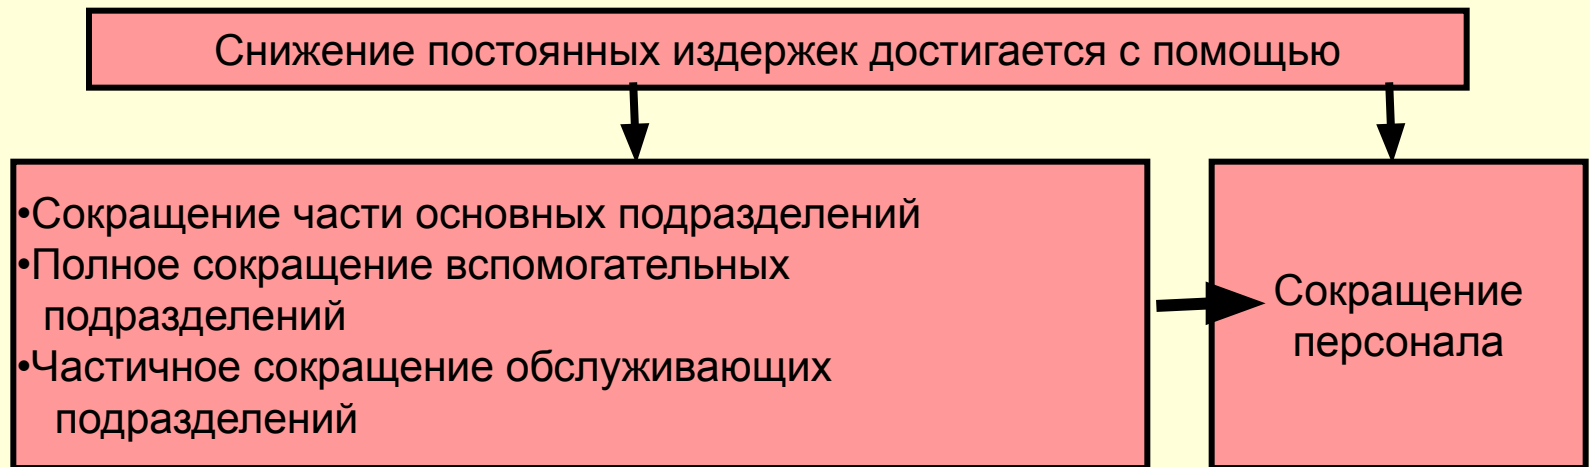 Снижение постоянных издержек достигается с помощью
•Сокращение части основных подразделений
•Полное сокращение вспомогательных
подразделений
•Частичное сокращение обслуживающих
подразделений
Сокращение
персонала